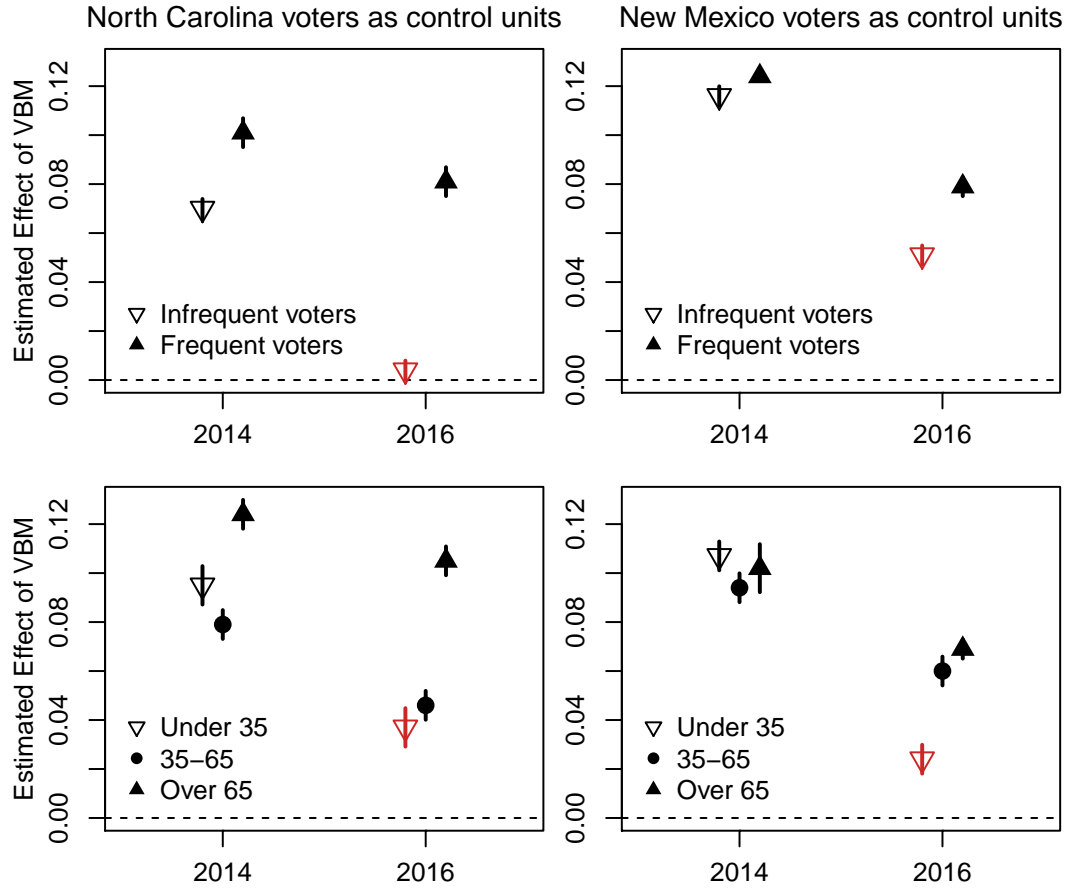 North Carolina voters as control units
New Mexico voters as control units
Estimated Effect of VBM
0.00
0.04
0.08
0.12
Infrequent voters
Frequent voters
2014
2016
0.00
0.04
0.08
0.12
Infrequent voters
Frequent voters
2014
2016
Estimated Effect of VBM
0.00
0.04
0.08
0.12
Under 35
35−65
Over 65
2014
2016
0.00
0.04
0.08
0.12
Under 35
35−65
Over 65
2014
2016